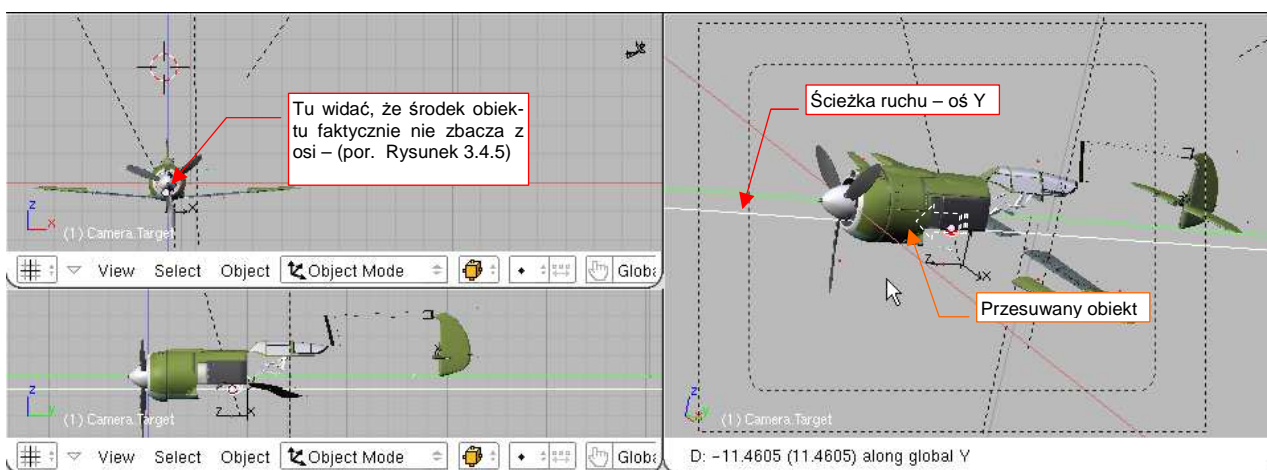 Tu widać, że środek obiek-
tu faktycznie nie zbacza z
osi – (por. Rysunek 3.4.5)
z
x
(1) Camera.Target
View Select Object Object Mode Globa
z
y
(1) Camera.Target
View Select Object Object Mode Globa
Ścieżka ruchu – oś Y
Przesuwany obiekt
z
y
(1) Camera.Target
D: -11.4605 (11.4605) along global Y